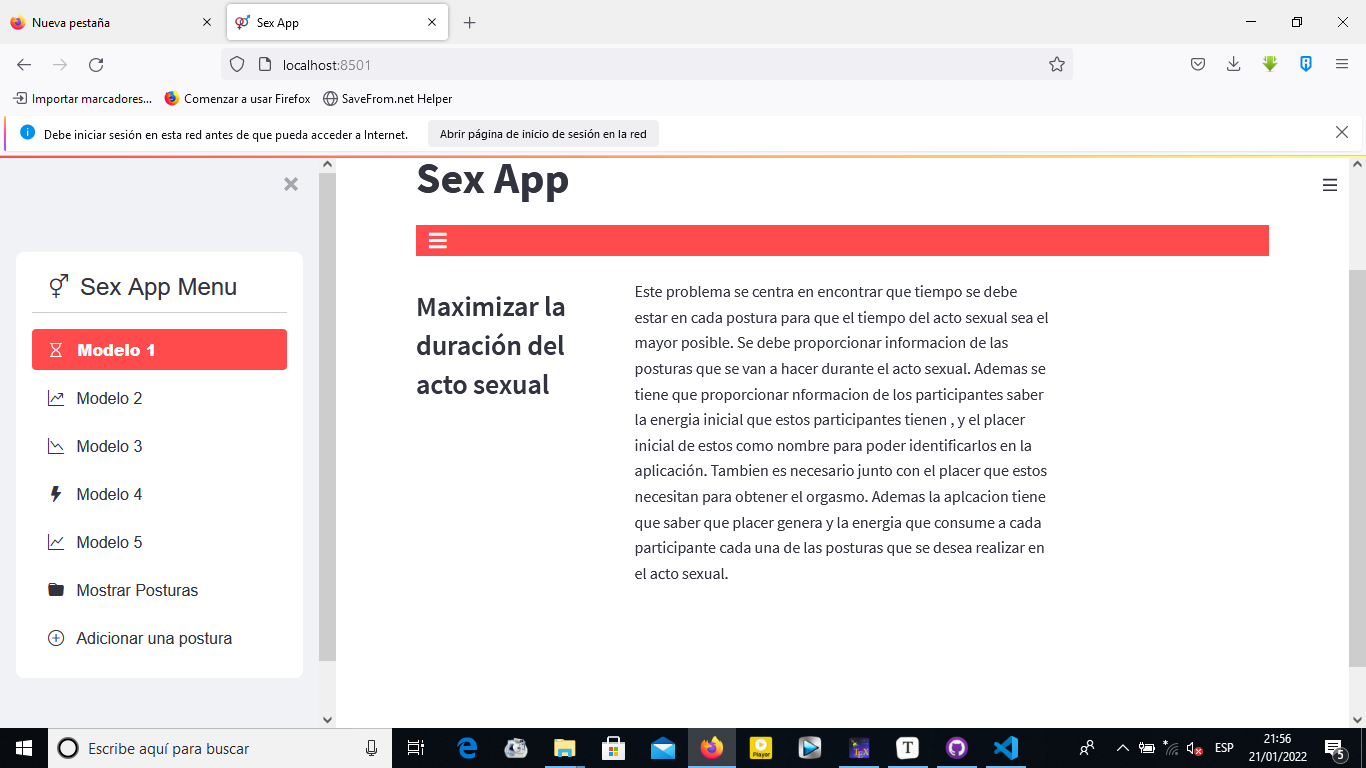 Nueva pestaña
Sex App
localhost:8501
Importar marcadores...
Comenzar a usar Firefox
SaveFrom.net Helper
Debe iniciar sesión en esta red antes de que pueda acceder a Internet.
Abrir página de inicio de sesión en la red
Sex App Menu
Modelo 1
Modelo 2
Modelo 3
Modelo 4
Modelo 5
Mostrar Posturas
Adicionar una postura
Sex App
Maximizar la
duración del
acto sexual
Este problema se centra en encontrar que tiempo se debe
estar en cada postura para que el tiempo del acto sexual sea el
mayor posible. Se debe proporcionar informacion de las
posturas que se van a hacer durante el acto sexual. Ademas se
tiene que proporcionar nformacion de los participantes saber
la energia inicial que estos participantes tienen , y el placer
inicial de estos como nombre para poder identificarlos en la
aplicación. Tambien es necesario junto con el placer que estos
necesitan para obtener el orgasmo. Ademas la aplcacion tiene
que saber que placer genera y la energia que consume a cada
participante cada una de las posturas que se desea realizar en
el acto sexual.
Escribe aquí para buscar
Player
T
ESP
21:56
21/01/2022
5